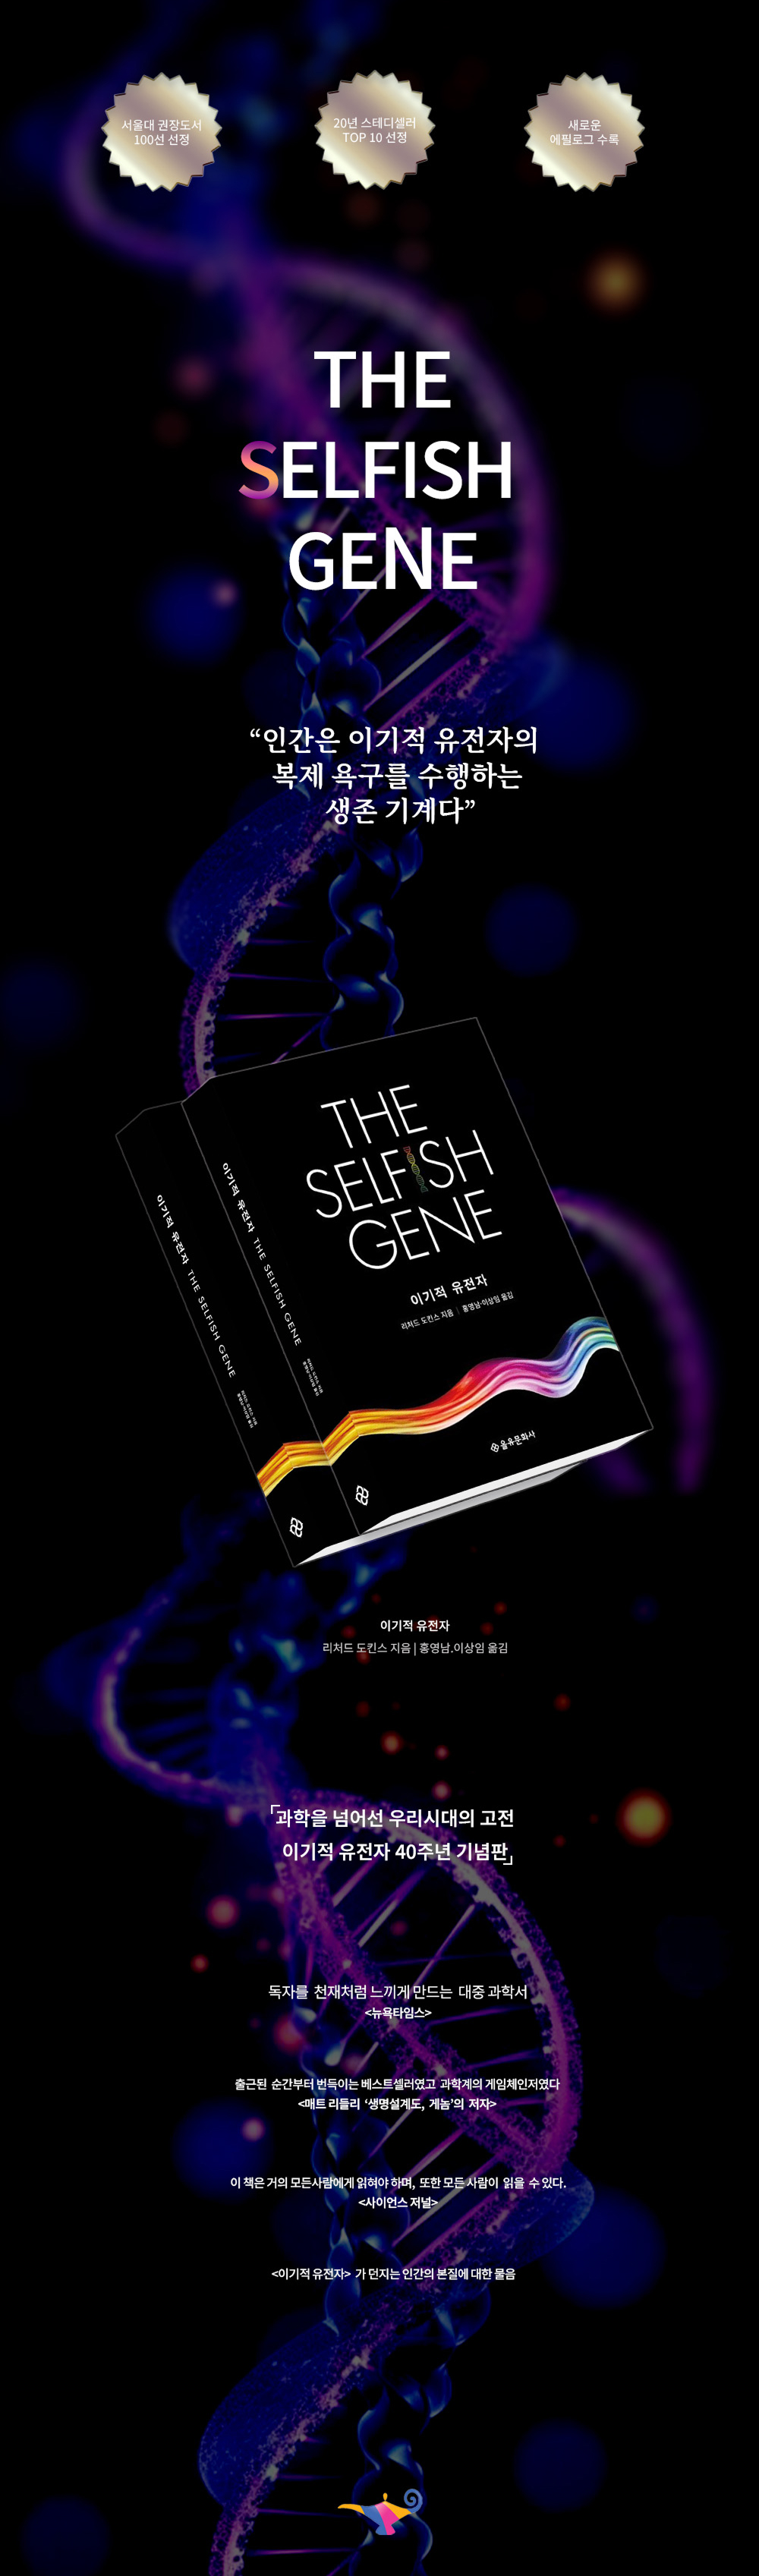 서울대 권장도서
100선 선정
20년 스테디셀러
TOP 10 선정
새로운
에필로그 수록
THE
SELFISH
GENE
“인간은 이기적 유전자의
복제 욕구를 수행하는
생존 기계다”
THE
SELFISH
GENE
이기적 유전자
리처드 도킨스 지음 | 홍영남·이상임 옮김
을유문화사
이기적 유전자 THE SELFISH GENE
이기적 유전자 THE SELFISH GENE
이기적 유전자
리처드 도킨스 지음 | 홍영남.이상임 옮김
「과학을 넘어선 우리시대의 고전
이기적 유전자 40주년 기념판」
독자를 천재처럼 느끼게 만드는 대중 과학서
<뉴욕타임스>
출근된 순간부터 번득이는 베스트셀러였고 과학계의 게임체인저였다
<매트 리들리 ‘생명설계도, 게놈’의 저자>
이 책은 거의 모든사람에게 읽혀야 하며, 또한 모든 사람이 읽을 수 있다.
<사이언스 저널>
<이기적 유전자> 가 던지는 인간의 본질에 대한 물음